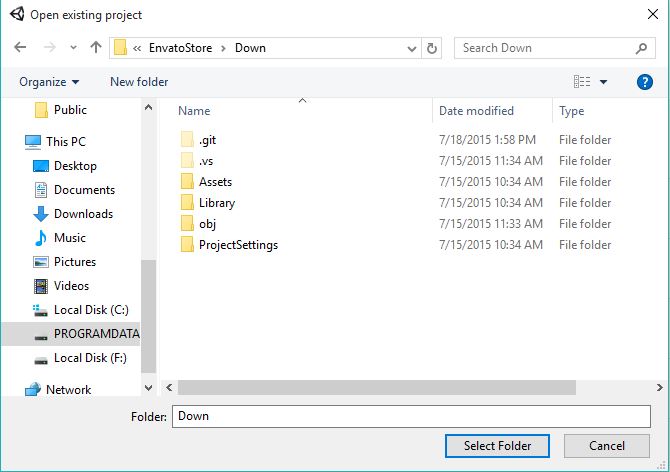 Open existing project
« EnvatoStore > Down
Search Down
Organize
New folder
Public
This PC
Desktop
Documents
Downloads
Music
Pictures
Videos
Local Disk (C:)
PROGRAMDATA
Local Disk (F:)
Network
Name Date modified Type
.git 7/18/2015 1:58 PM File folder
.vs 7/15/2015 11:34 AM File folder
Assets 7/15/2015 10:34 AM File folder
Library 7/15/2015 10:34 AM File folder
obj 7/15/2015 11:33 AM File folder
ProjectSettings 7/15/2015 10:34 AM File folder
Folder: Down
Select Folder
Cancel